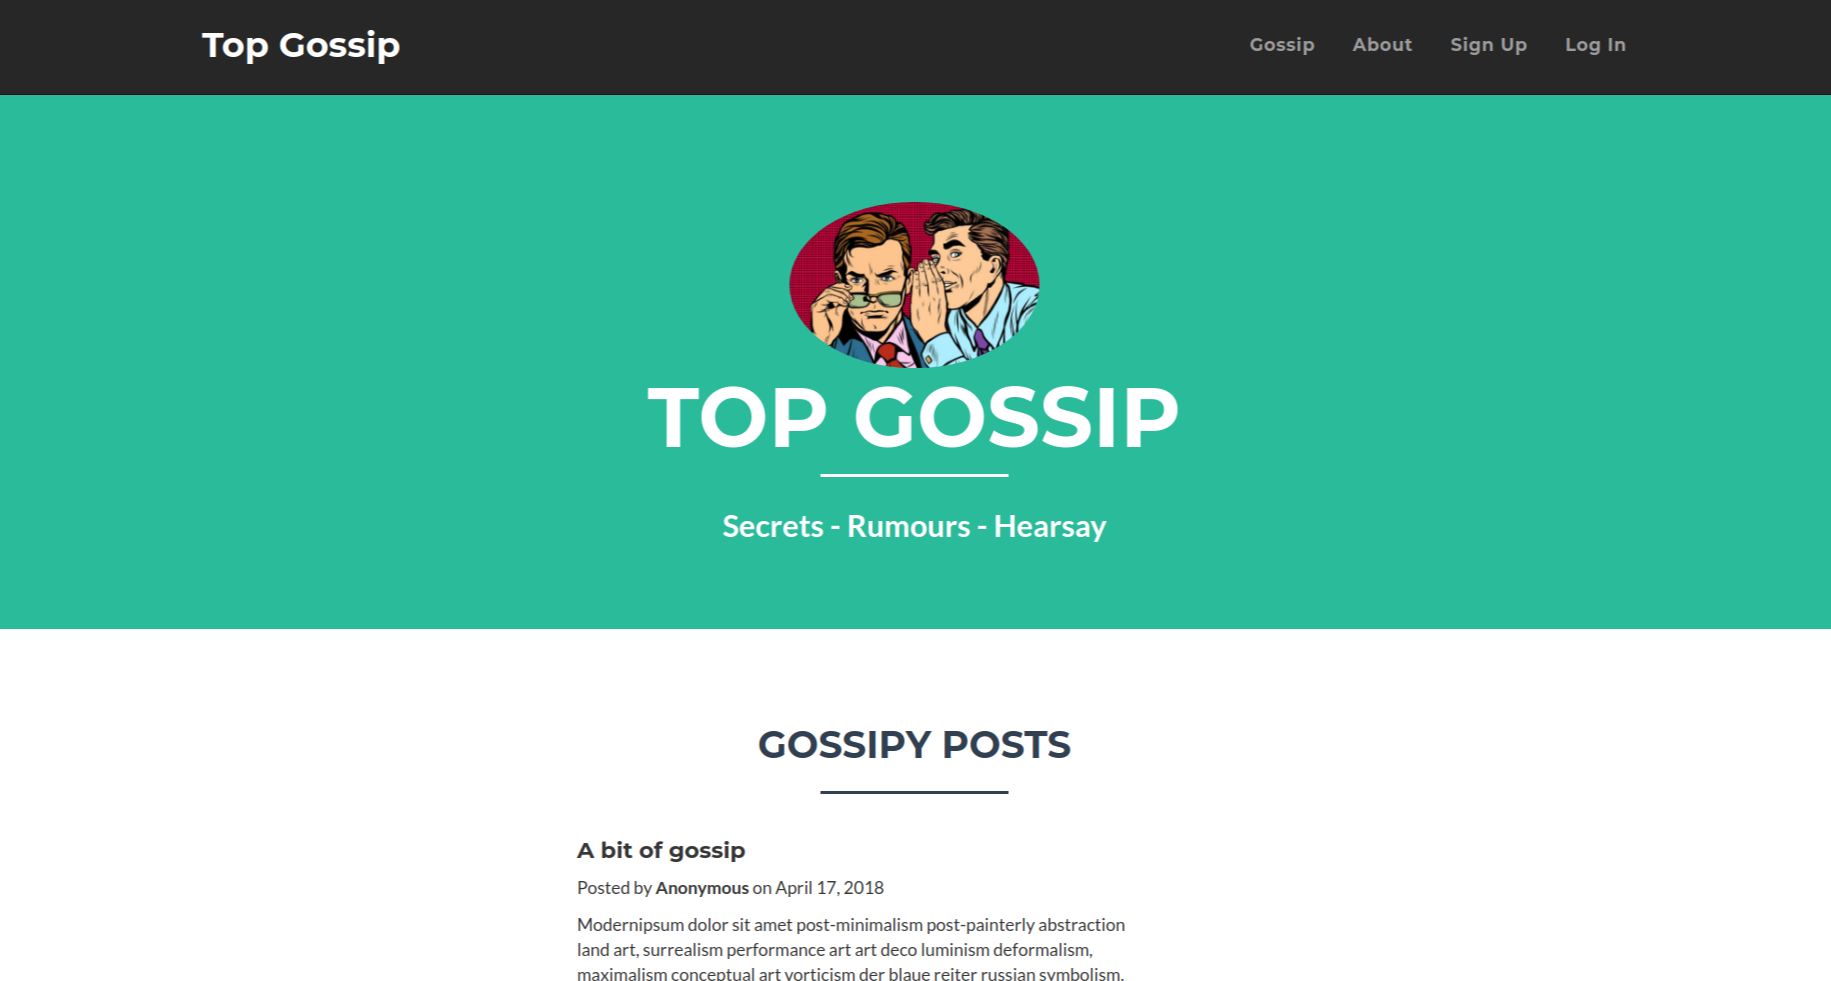 Top Gossip
Gossip About Sign Up Log In
TOP GOSSIP
Secrets - Rumours - Hearsay
GOSSIPY POSTS
A bit of gossip
Posted by Anonymous on April 17, 2018
Modernipsum dolor sit amet post-minimalism post-painterly abstraction
land art, surrealism performance art art deco luminism deformalism,
maximalism conceptual art vorticism der blaue reiter russian symbolism,